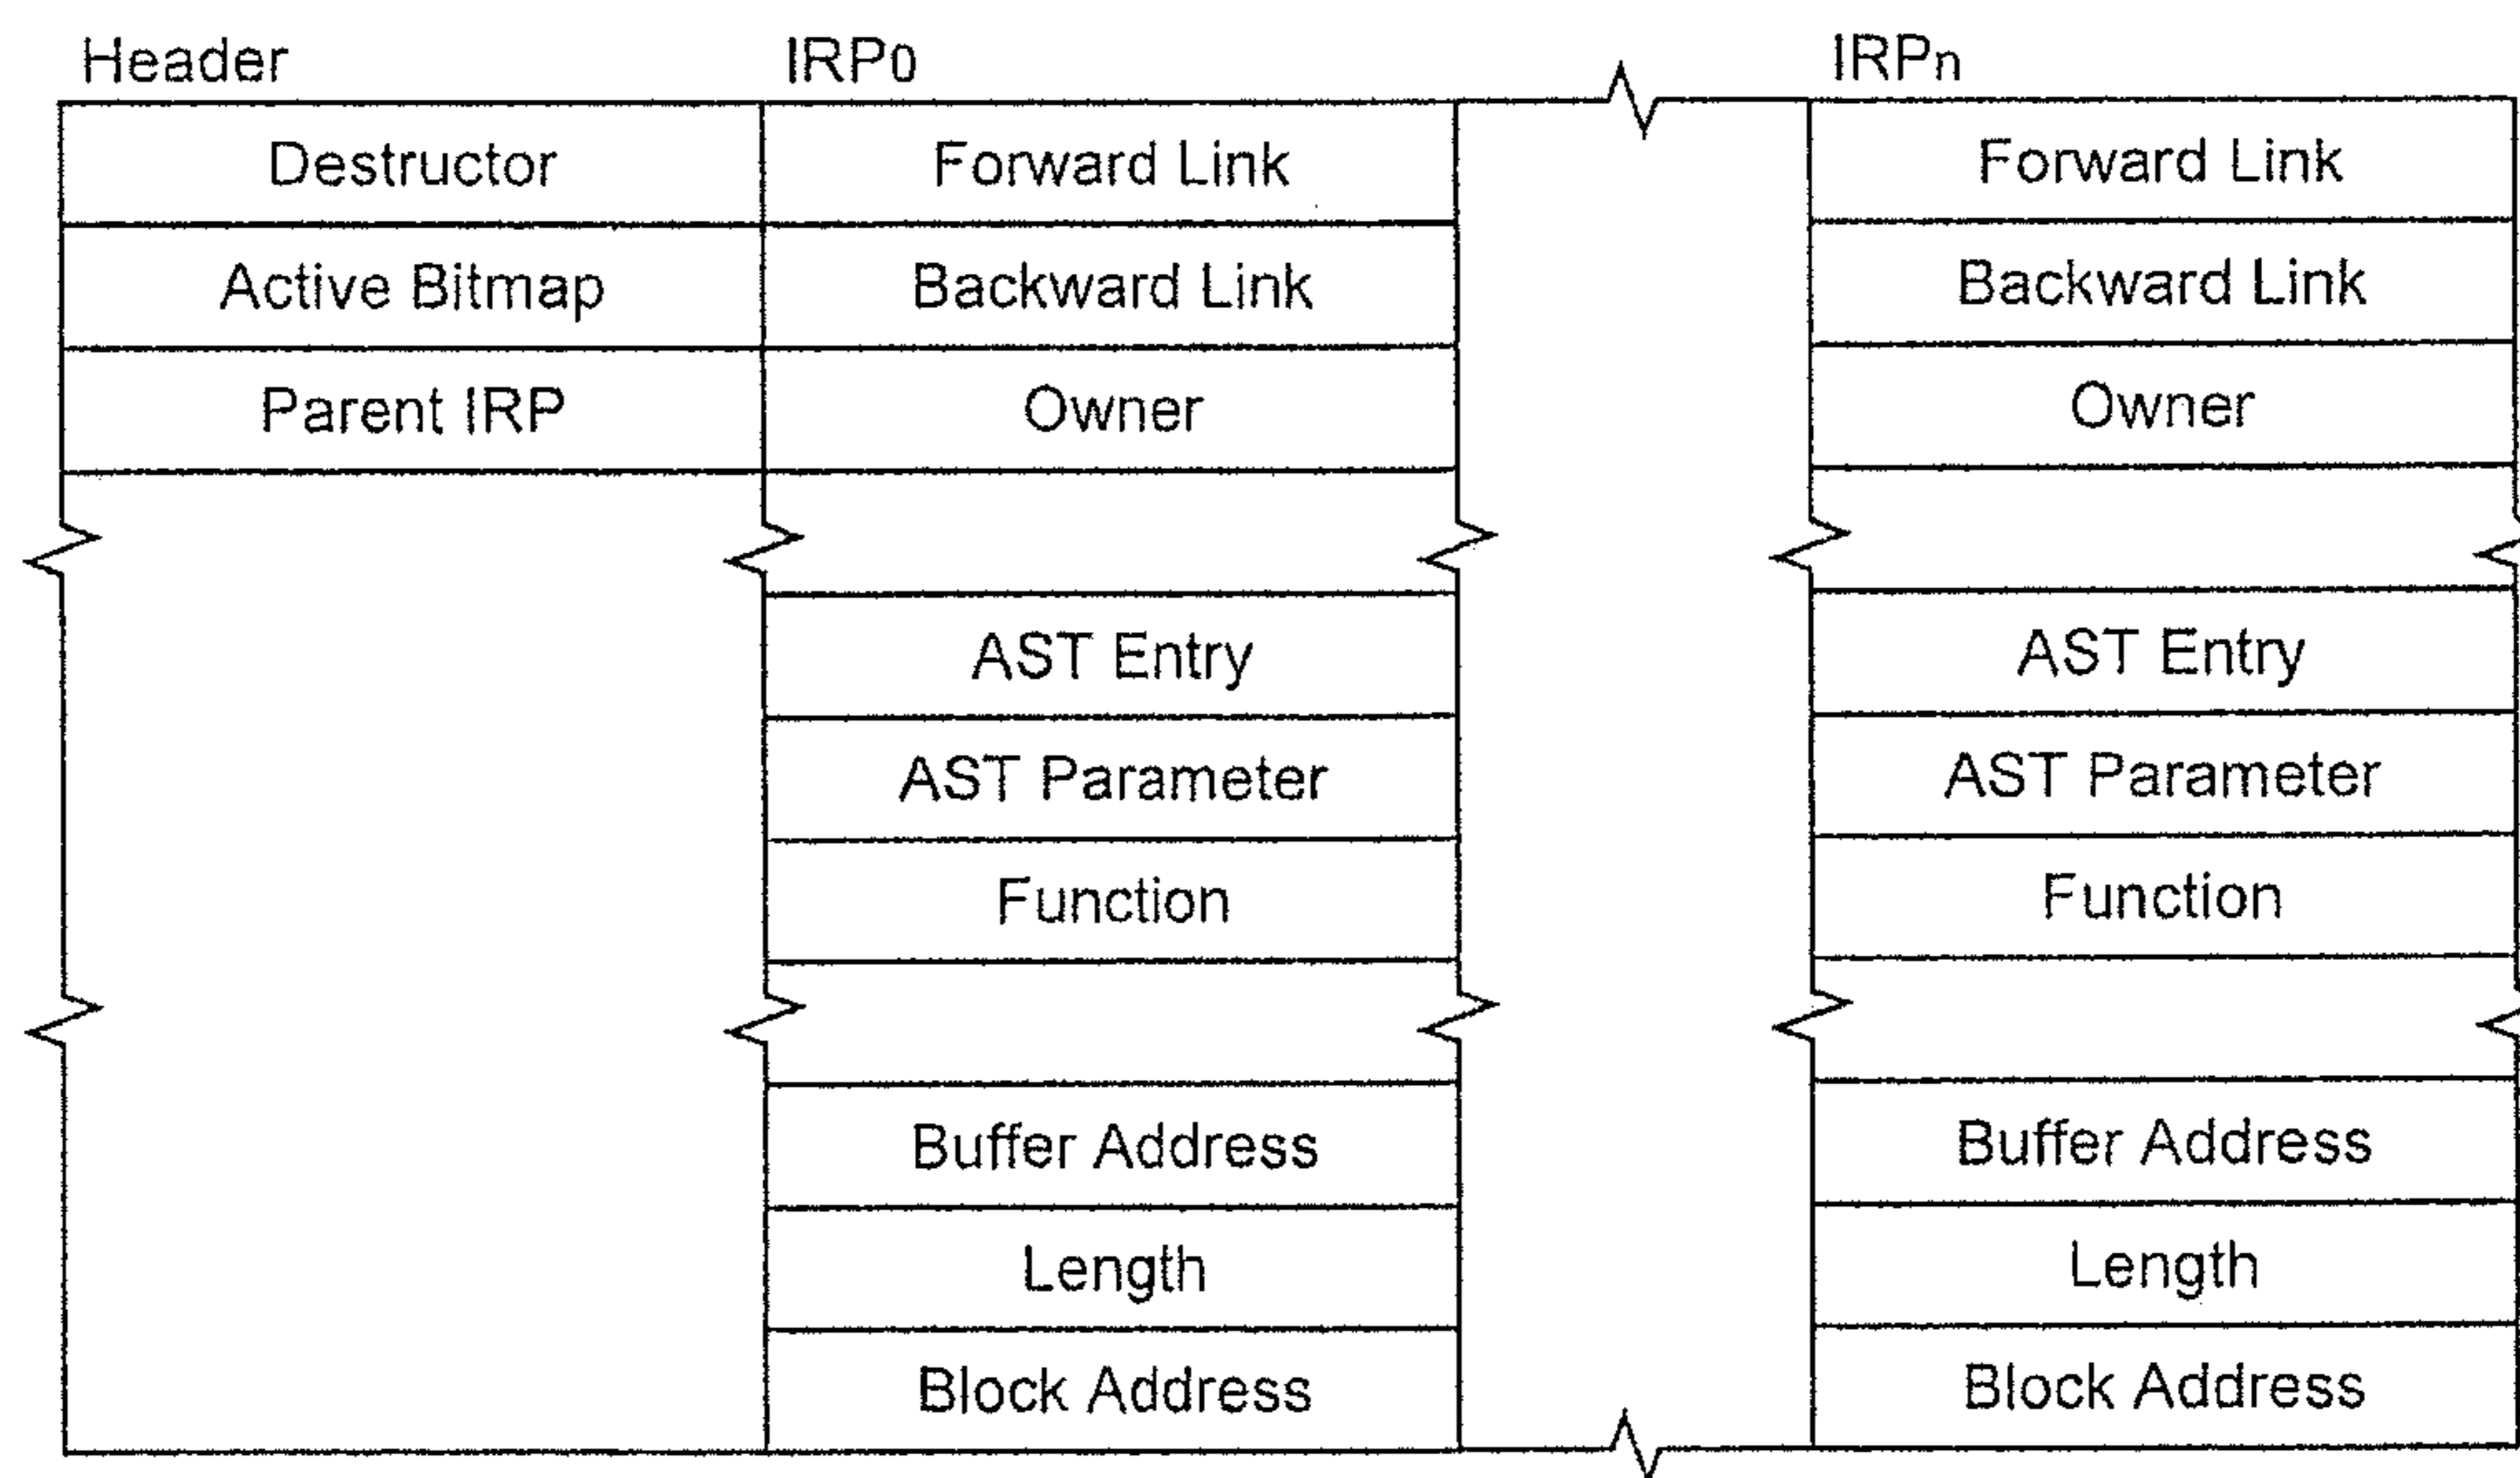 Header IRP0 IRPn
Destructor Forward Link Forward Link
Active Bitmap Backward Link Backward Link
Parent IRP Owner Owner
AST Entry AST Entry
AST Parameter AST Parameter
Function Function
Buffer Address Buffer Address
Length Length
Block Address Block Address